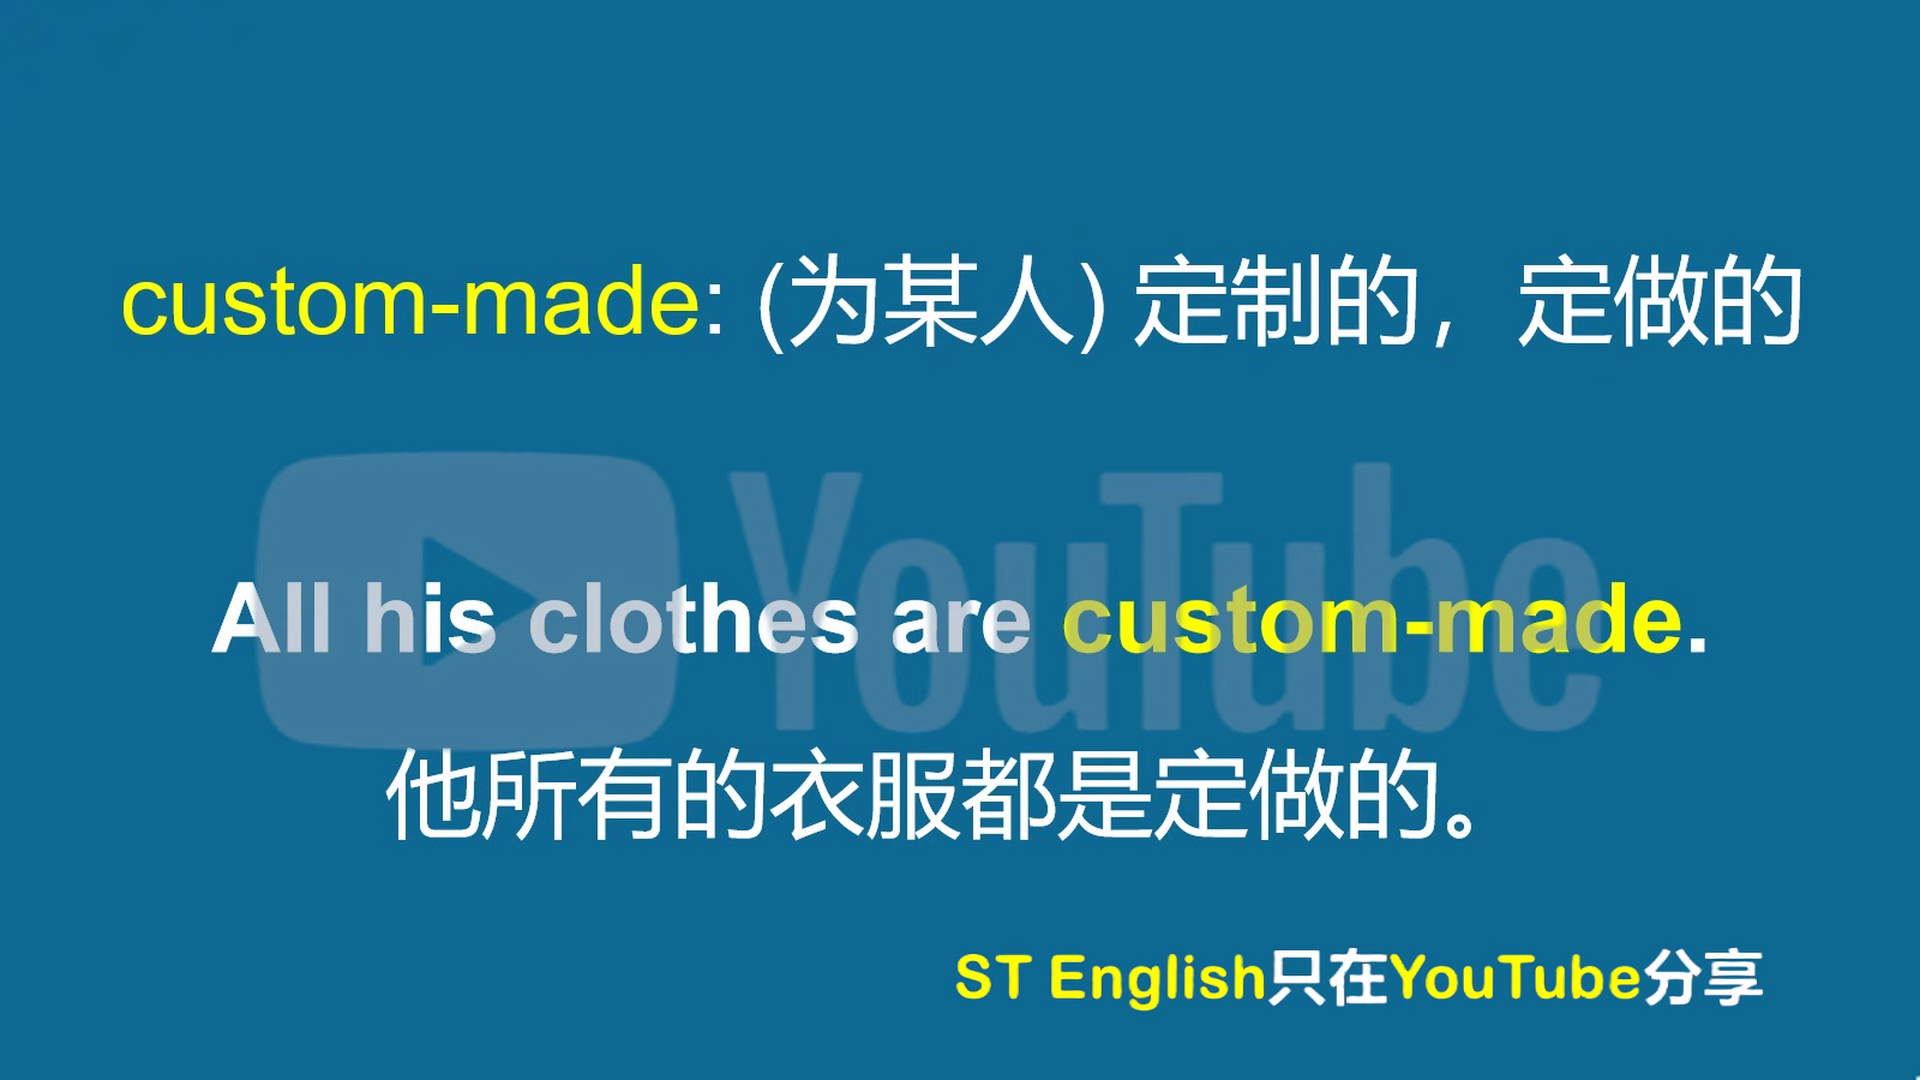 custom-made: (为某人) 定制的，定做的
YouTube
All his clothes are custom-made.
他所有的衣服都是定做的。
ST English只在YouTube分享